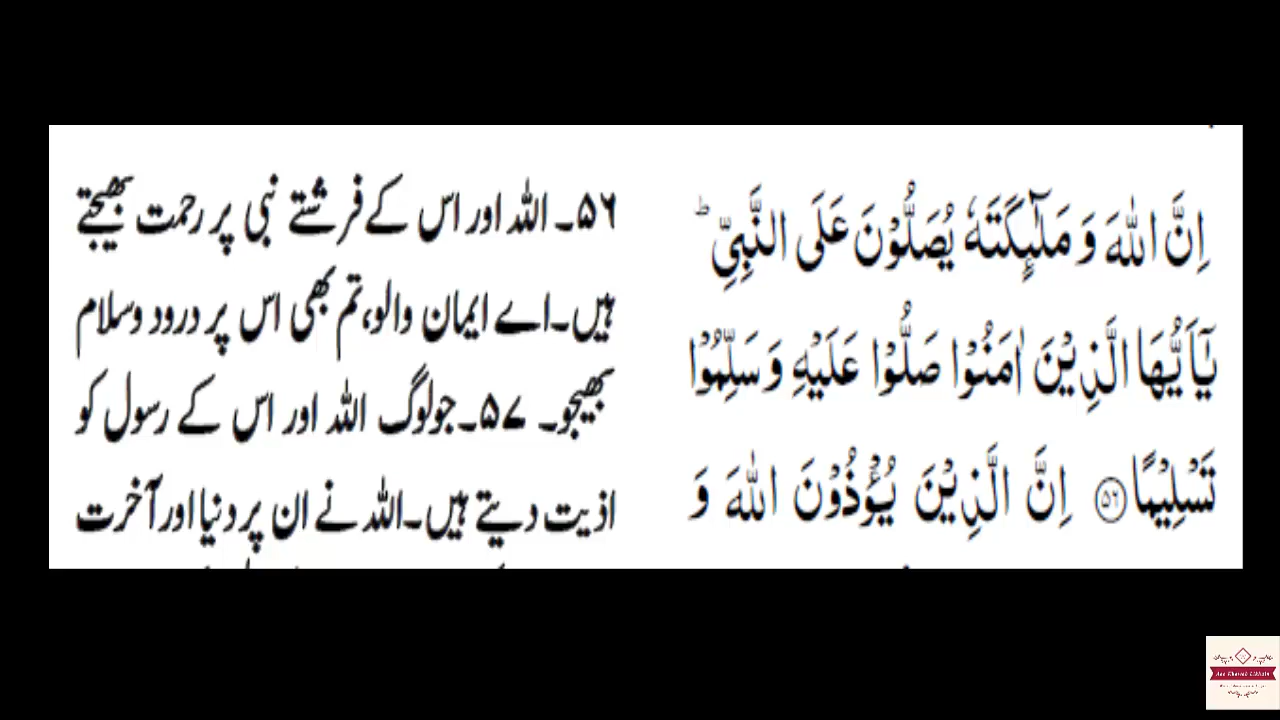 اِنَّ اللّٰهَ وَ مَلٰٓىِٕكَتَهٗ یُصَلُّوْنَ عَلَی النَّبِیِّ ؕ
یٰۤاَیُّهَا الَّذِیْنَ اٰمَنُوْا صَلُّوْا عَلَیْهِ وَ سَلِّمُوْا
تَسْلِیْمًا ﴿۵۶﴾ اِنَّ الَّذِیْنَ یُؤْذُوْنَ اللّٰهَ وَ
۵۶۔ اللہ اور اس کے فرشتے نبی پر رحمت بھیجتے
ہیں۔اے ایمان والو،تم بھی اس پر درود وسلام
بھیجو۔ ۵۷۔جولوگ اللہ اور اس کے رسول کو
اذیت دیتے ہیں۔اللہ نے ان پر دنیا اور آخرت